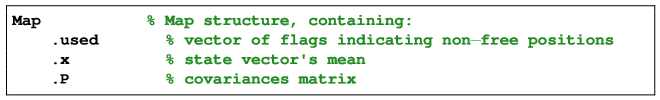 Map % Map structure, containing:
.used % vector of flags indicating non-free positions
.x % state vector's mean
.P % covariances matrix